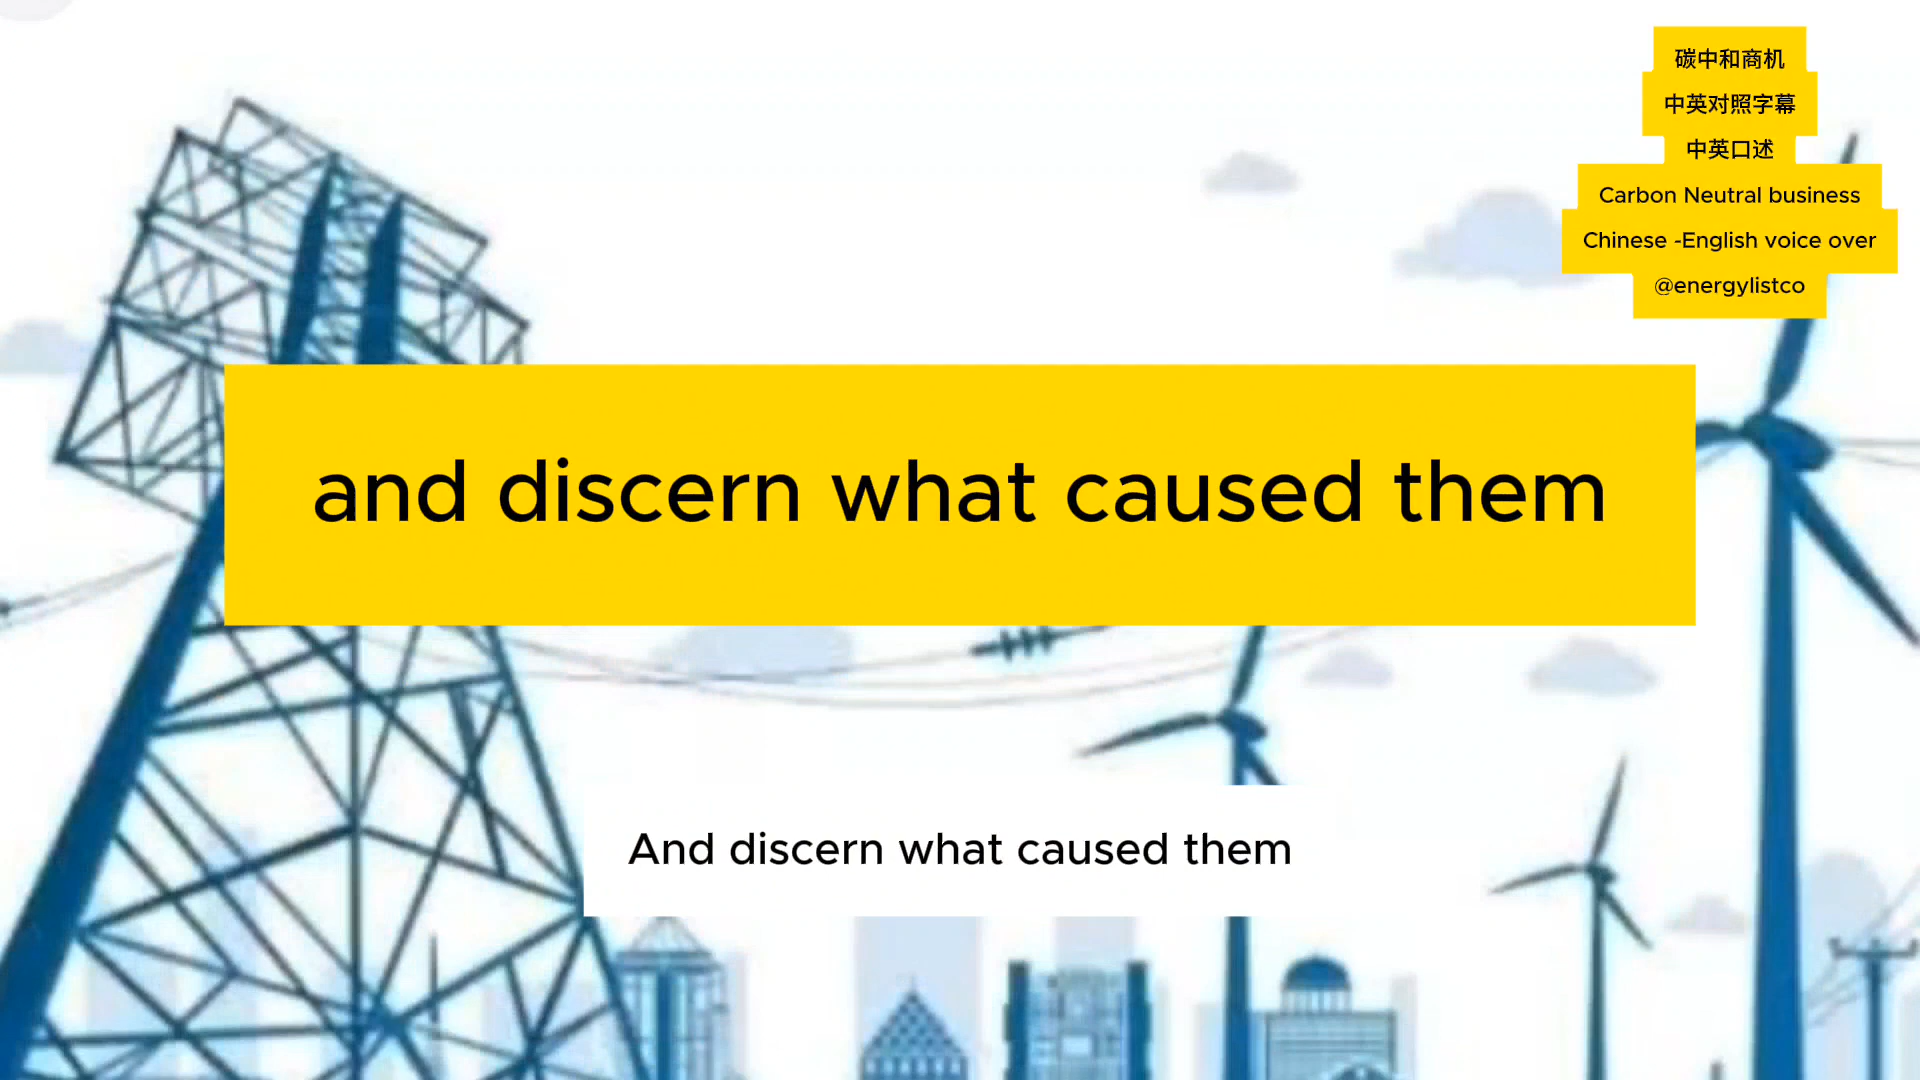 碳中和商机
中英对照字幕
中英口述
Carbon Neutral business
Chinese -English voice over
@energylistco
and discern what caused them
And discern what caused them